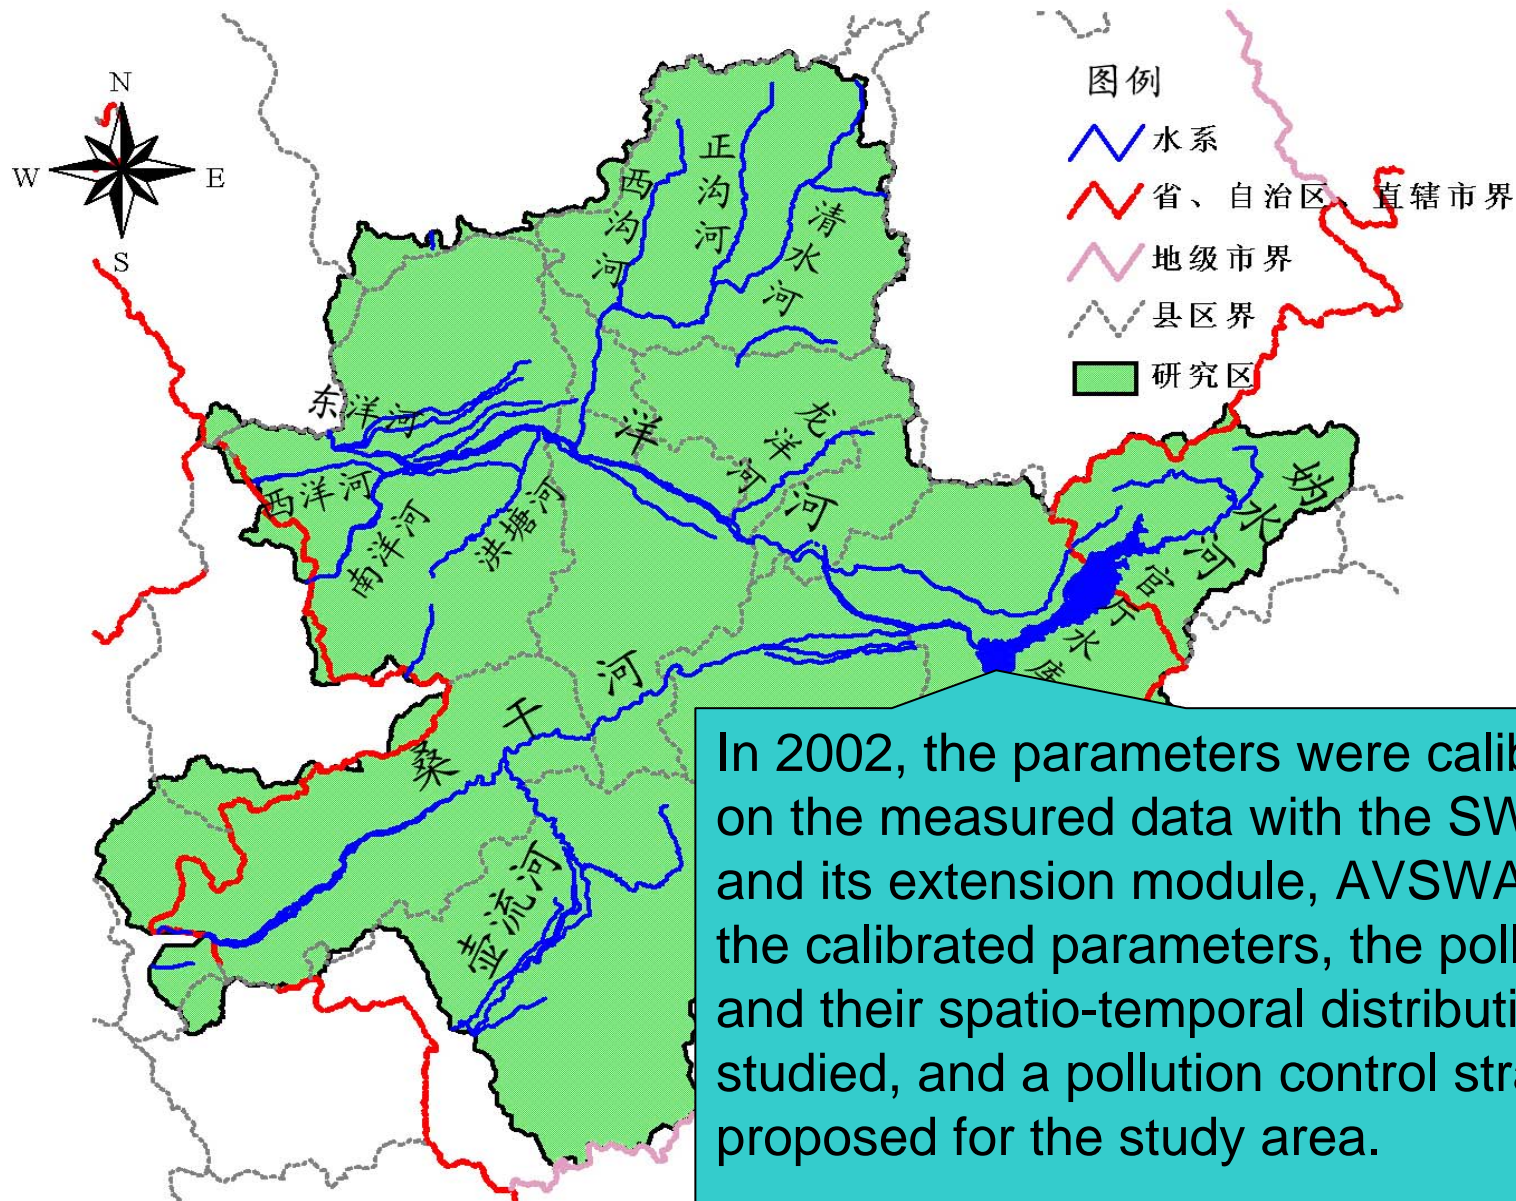 N
W
E
S
图例
水系
省、自治区、直辖市界
地级市界
县区界
研究区
西沟河
正沟河
清水河
东洋河
西洋河
南洋河
洪塘河
洋河
龙洋河
妫水河
官厅水库
桑干河
壶流河
In 2002, the parameters were calib
on the measured data with the SW
and its extension module, AVSWA
the calibrated parameters, the poll
and their spatio-temporal distributi
studied, and a pollution control stra
proposed for the study area.